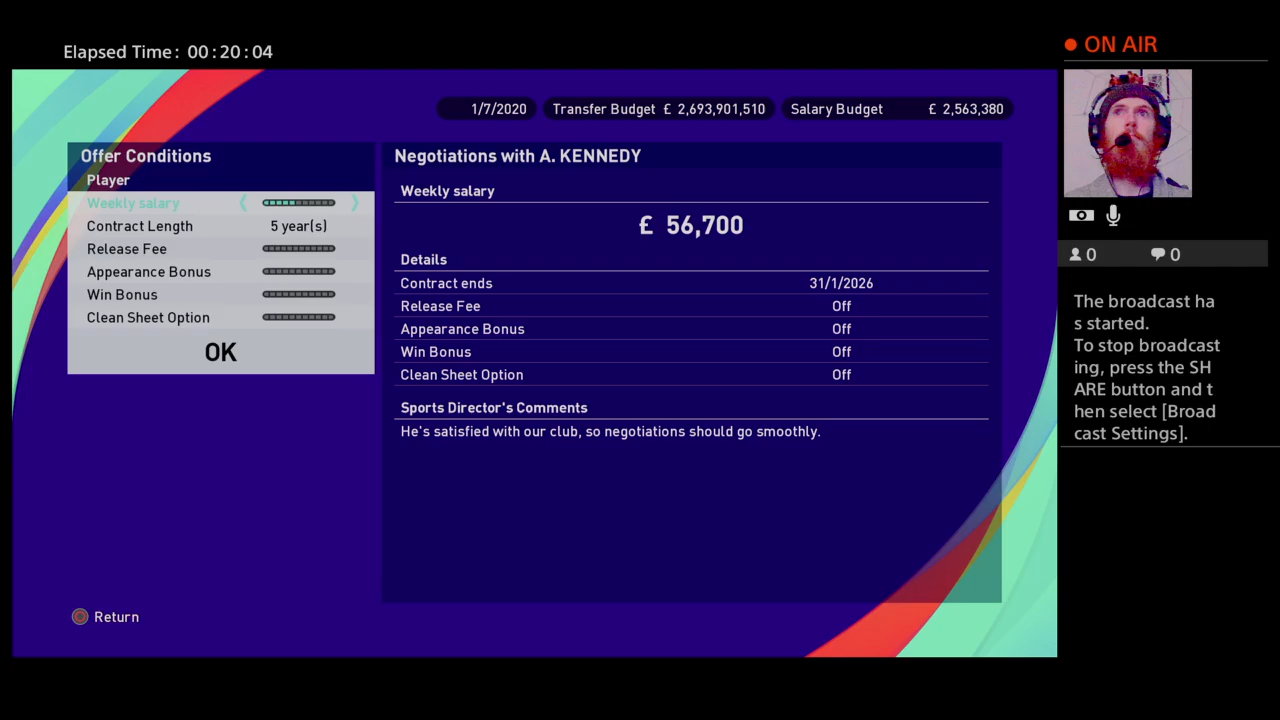 Elapsed Time: 00:20:04
ON AIR
1/7/2020 Transfer Budget £ 2,693,901,510 Salary Budget £ 2,563,380
Offer Conditions
Player
Weekly salary
Contract Length 5 year(s)
Release Fee
Appearance Bonus
Win Bonus
Clean Sheet Option
OK
Negotiations with A. KENNEDY
Weekly salary
£ 56,700
Details
Contract ends 31/1/2026
Release Fee Off
Appearance Bonus Off
Win Bonus Off
Clean Sheet Option Off
Sports Director's Comments
He's satisfied with our club, so negotiations should go smoothly.
Return
0 0
The broadcast ha
s started.
To stop broadcast
ing, press the SH
ARE button and t
hen select [Broad
cast Settings].